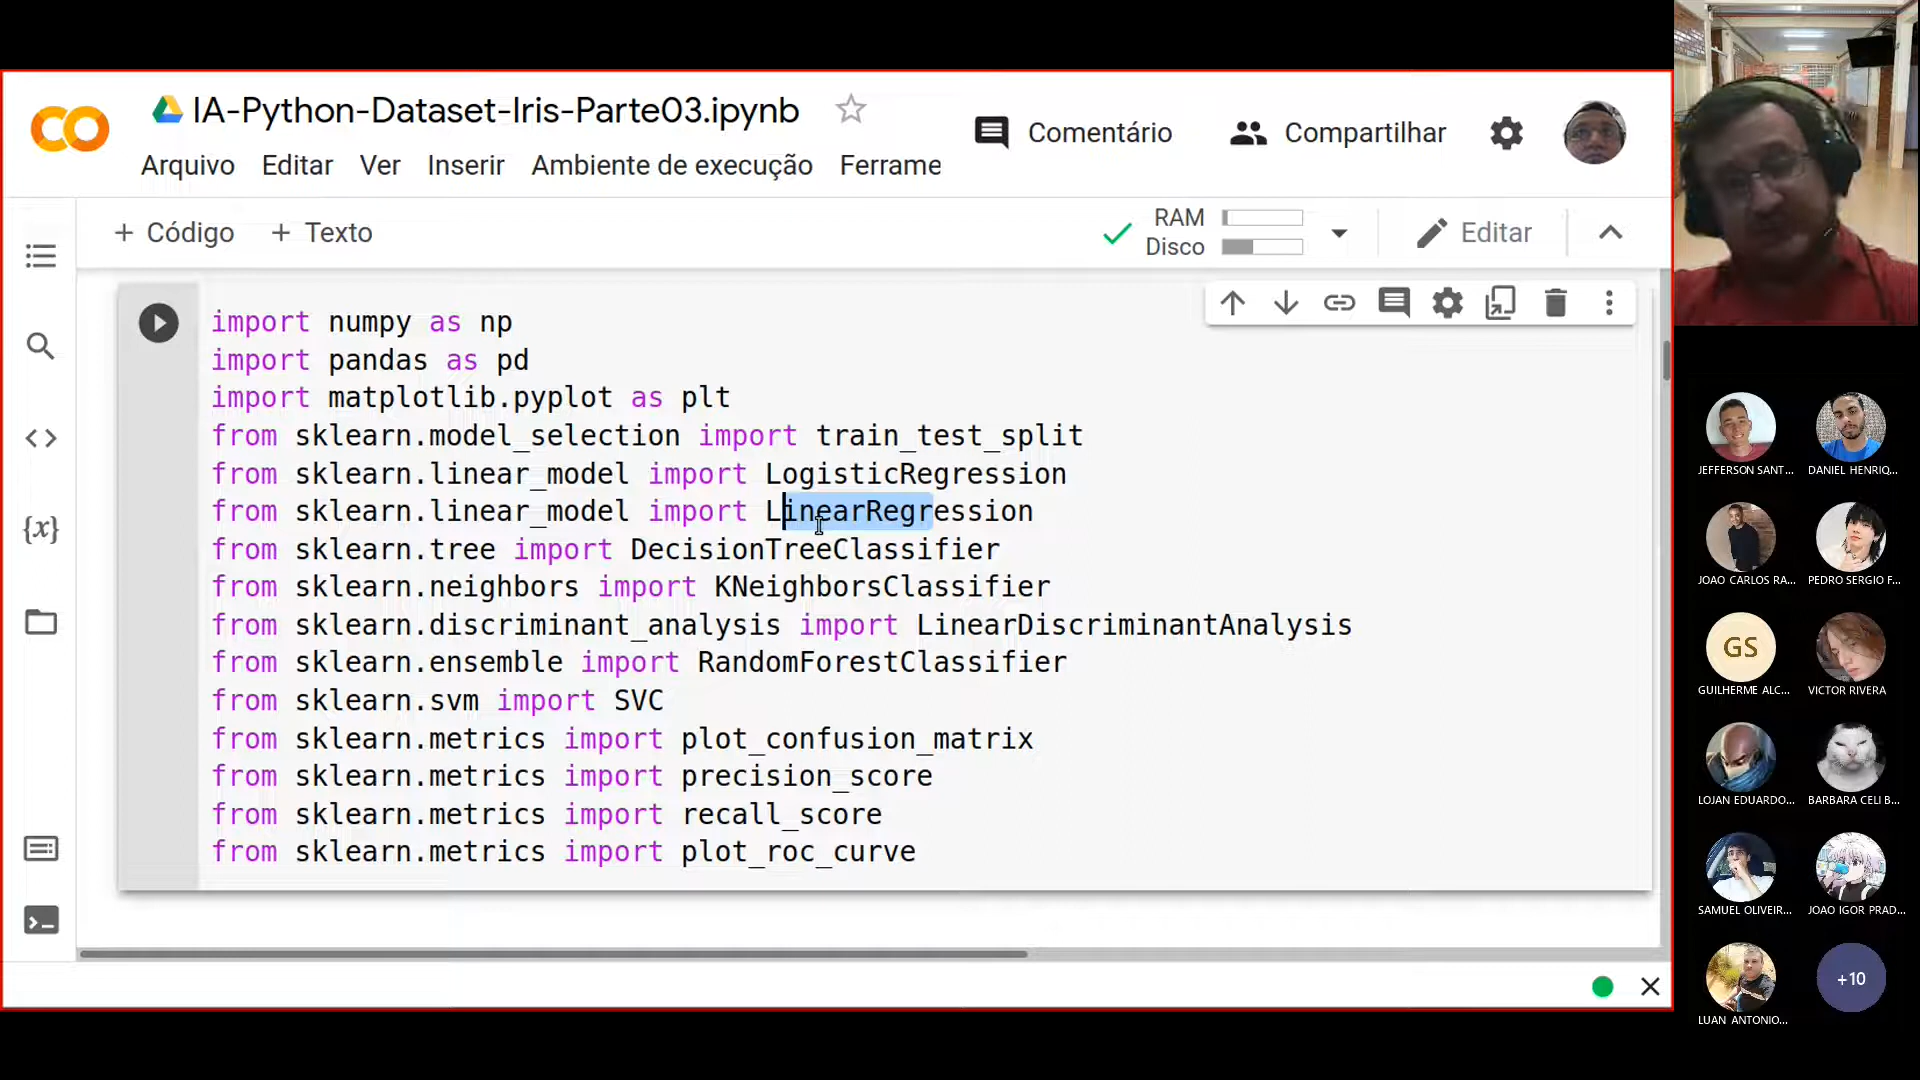 IA-Python-Dataset-Iris-Parte03.ipynb
Comentário
Compartilhar
Arquivo Editar Ver Inserir Ambiente de execução Ferrame
+ Código + Texto
RAM
Disco
Editar
import numpy as np
import pandas as pd
import matplotlib.pyplot as plt
from sklearn.model_selection import train_test_split
from sklearn.linear_model import LogisticRegression
from sklearn.linear_model import LinearRegression
from sklearn.tree import DecisionTreeClassifier
from sklearn.neighbors import KNeighborsClassifier
from sklearn.discriminant_analysis import LinearDiscriminantAnalysis
from sklearn.ensemble import RandomForestClassifier
from sklearn.svm import SVC
from sklearn.metrics import plot_confusion_matrix
from sklearn.metrics import precision_score
from sklearn.metrics import recall_score
from sklearn.metrics import plot_roc_curve
JEFFERSON SANT... DANIEL HENRIQ...
JOAO CARLOS RA... PEDRO SERGIO F...
GS
GUILHERME ALC... VICTOR RIVERA
LOJAN EDUARDO... BARBARA CELI B...
SAMUEL OLIVEIR... JOAO IGOR PRAD...
+10
LUAN ANTONIO...